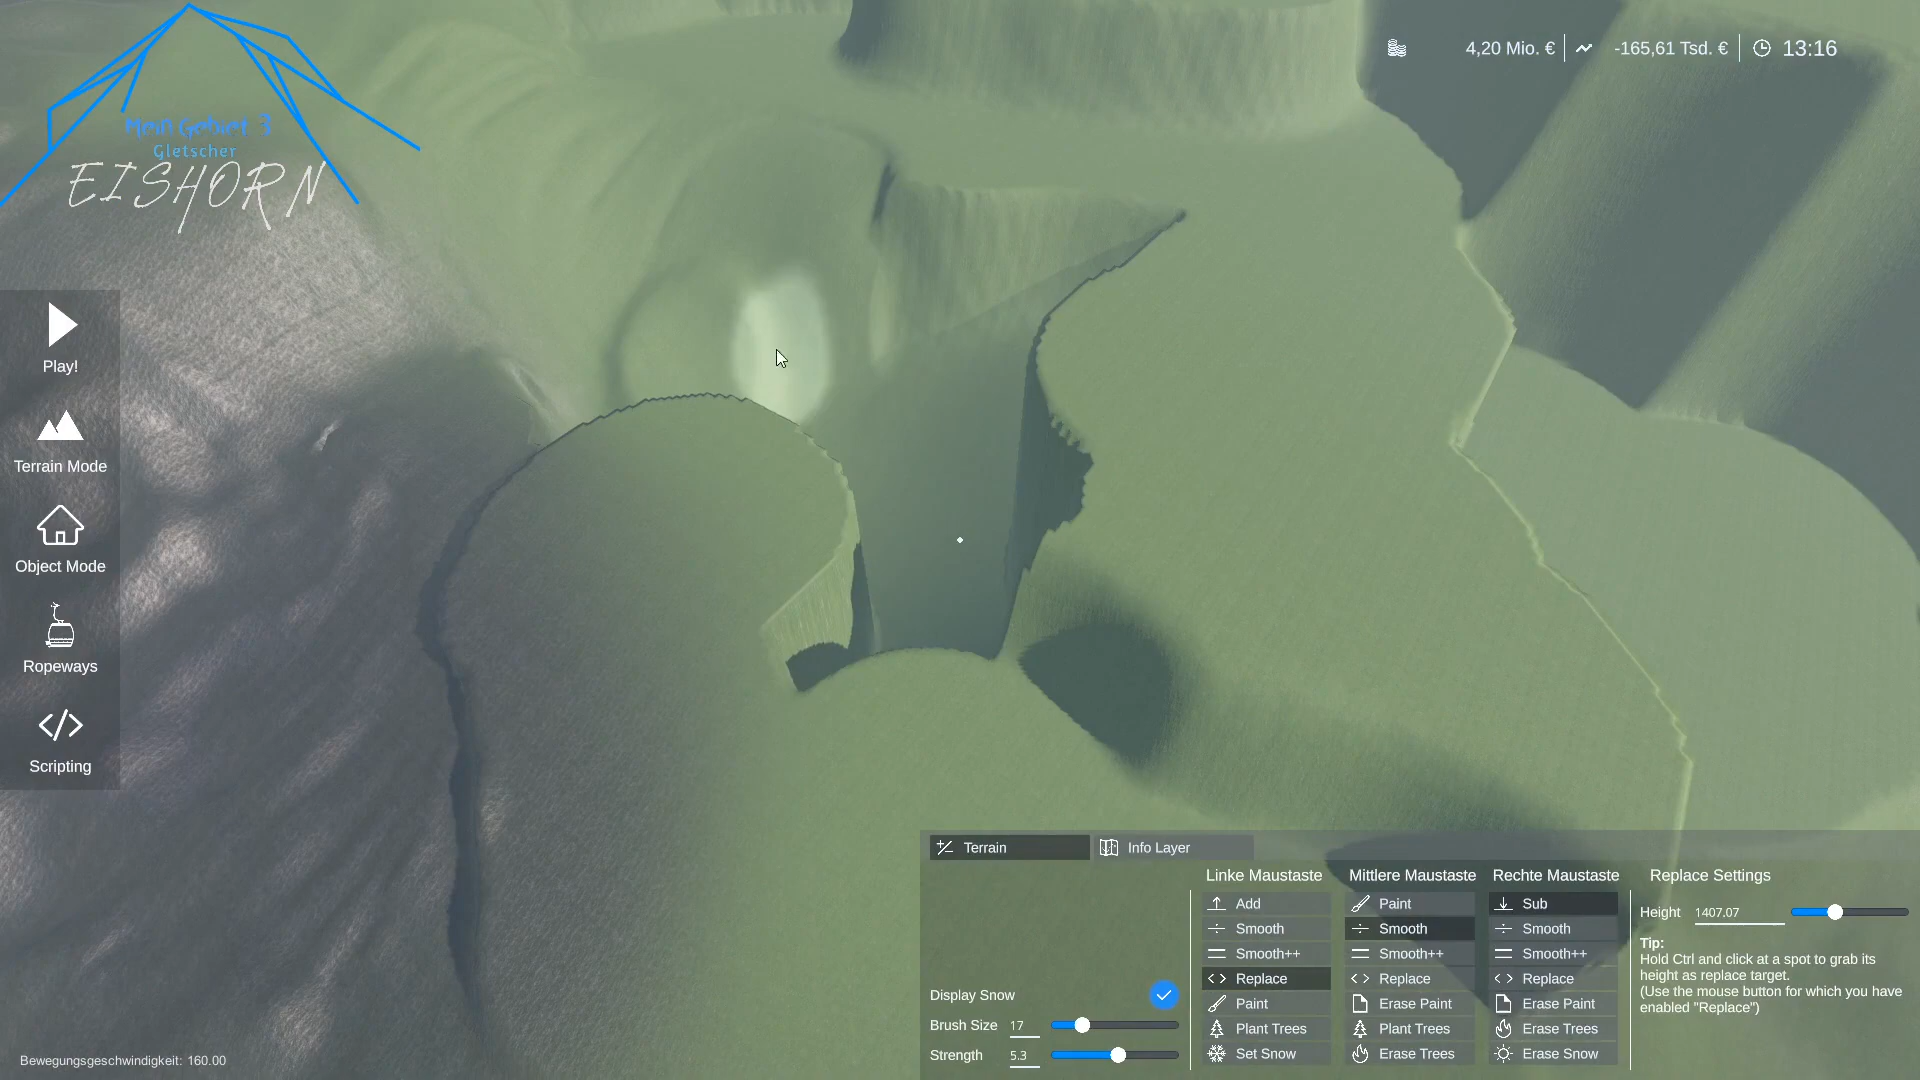 Mein Gebiet 3
Gletscher
EISHORN
4,20 Mio. €
-165,61 Tsd. €
13:16
Play!
Terrain Mode
Object Mode
Ropeways
Scripting
Bewegungsgeschwindigkeit: 160.00
Terrain
Info Layer
Display Snow
Brush Size 17
Strength 5.3
Linke Maustaste
Add
Smooth
Smooth++
Replace
Paint
Plant Trees
Set Snow
Mittlere Maustaste
Paint
Smooth
Smooth++
Replace
Erase Paint
Plant Trees
Erase Trees
Rechte Maustaste
Sub
Smooth
Smooth++
Replace
Erase Paint
Erase Trees
Erase Snow
Replace Settings
Height 1407.07
Tip:
Hold Ctrl and click at a spot to grab its
height as replace target.
(Use the mouse button for which you have
enabled "Replace")